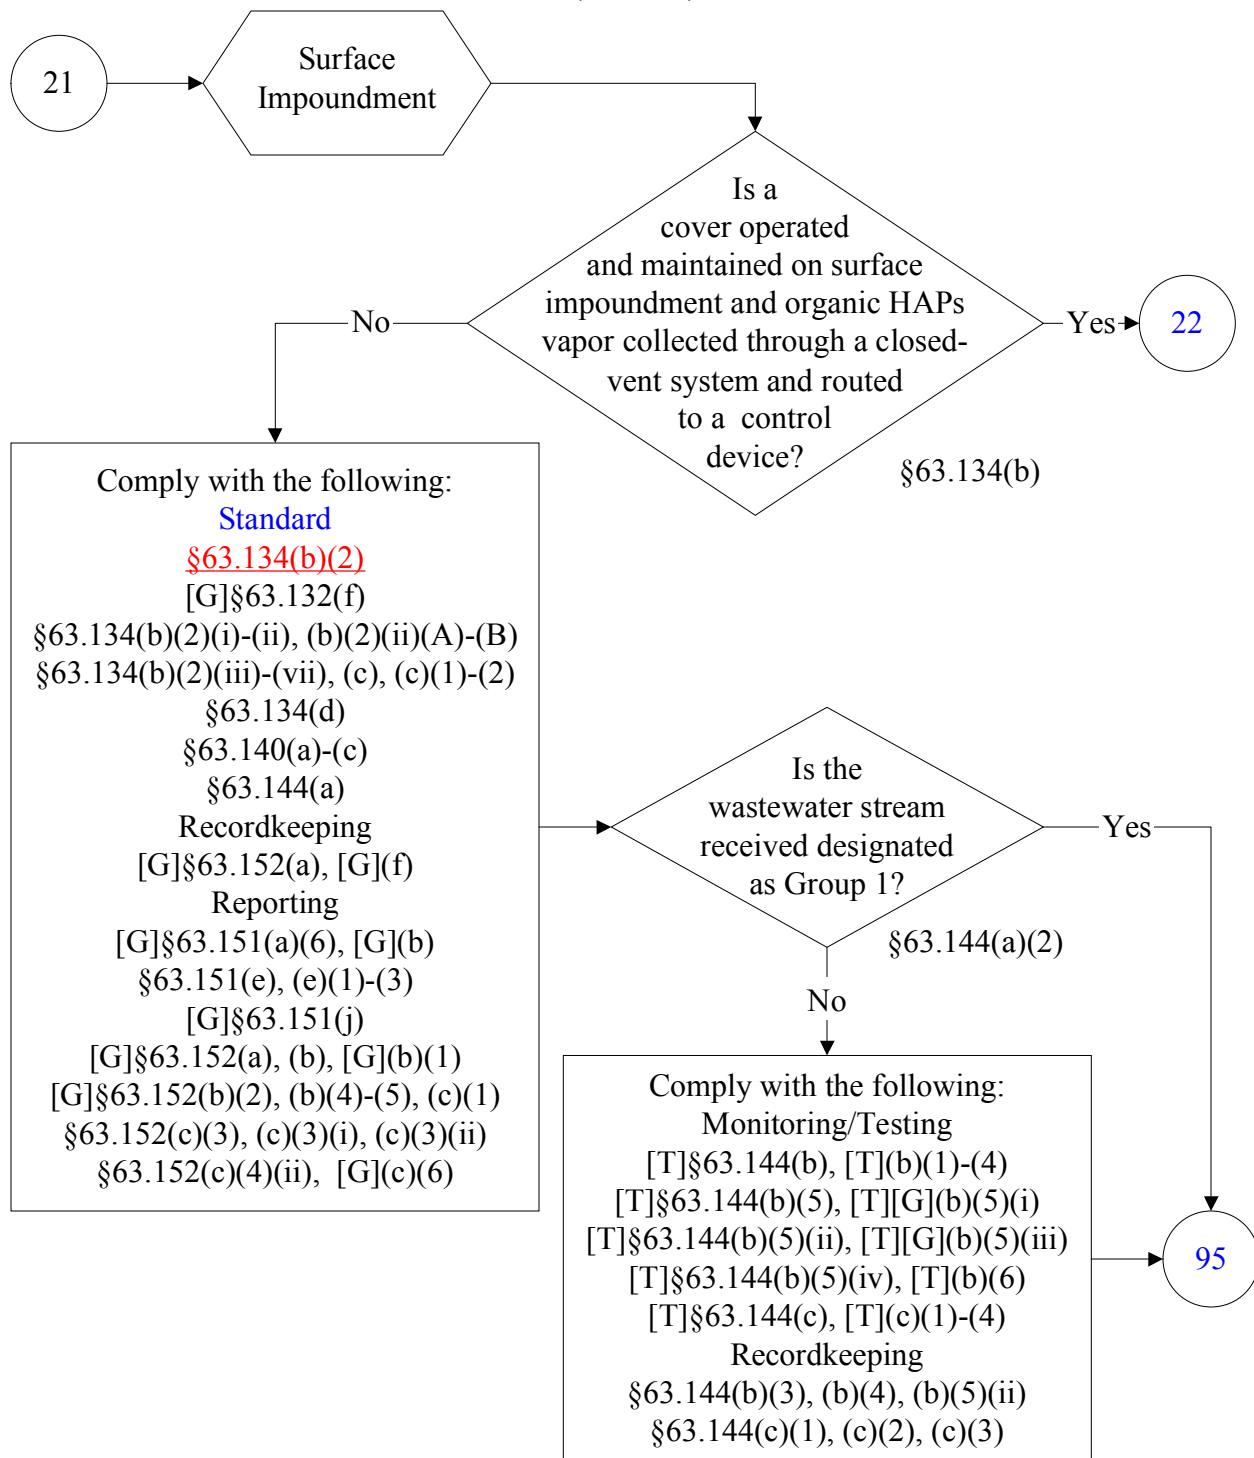 21
Surface
Impoundment
Is a
cover operated
and maintained on surface
impoundment and organic HAPs
vapor collected through a closed-
vent system and routed
to a control
device?
§63.134(b)
No
Yes
22
Comply with the following:
Standard
§63.134(b)(2)
[G]§63.132(f)
§63.134(b)(2)(i)-(ii), (b)(2)(ii)(A)-(B)
§63.134(b)(2)(iii)-(vii), (c), (c)(1)-(2)
§63.134(d)
§63.140(a)-(c)
§63.144(a)
Recordkeeping
[G]§63.152(a), [G](f)
Reporting
[G]§63.151(a)(6), [G](b)
§63.151(e), (e)(1)-(3)
[G]§63.151(j)
[G]§63.152(a), (b), [G](b)(1)
[G]§63.152(b)(2), (b)(4)-(5), (c)(1)
§63.152(c)(3), (c)(3)(i), (c)(3)(ii)
§63.152(c)(4)(ii), [G](c)(6)
Is the
wastewater stream
received designated
as Group 1?
§63.144(a)(2)
Yes
No
Comply with the following:
Monitoring/Testing
[T]§63.144(b), [T](b)(1)-(4)
[T]§63.144(b)(5), [T][G](b)(5)(i)
[T]§63.144(b)(5)(ii), [T][G](b)(5)(iii)
[T]§63.144(b)(5)(iv), [T](b)(6)
[T]§63.144(c), [T](c)(1)-(4)
Recordkeeping
§63.144(b)(3), (b)(4), (b)(5)(ii)
§63.144(c)(1), (c)(2), (c)(3)
95